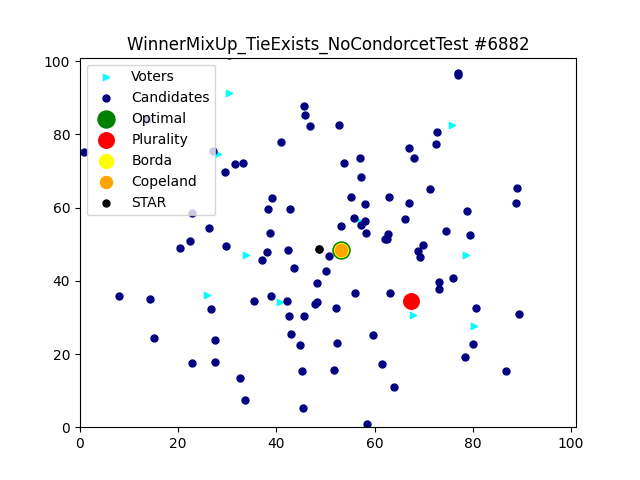 WinnerMixUp_TieExists_NoCondorcetTest #6882
100
80
60
40
20
0
Voters
Candidates
Optimal
Plurality
Borda
Copeland
STAR
0 20 40 60 80 100